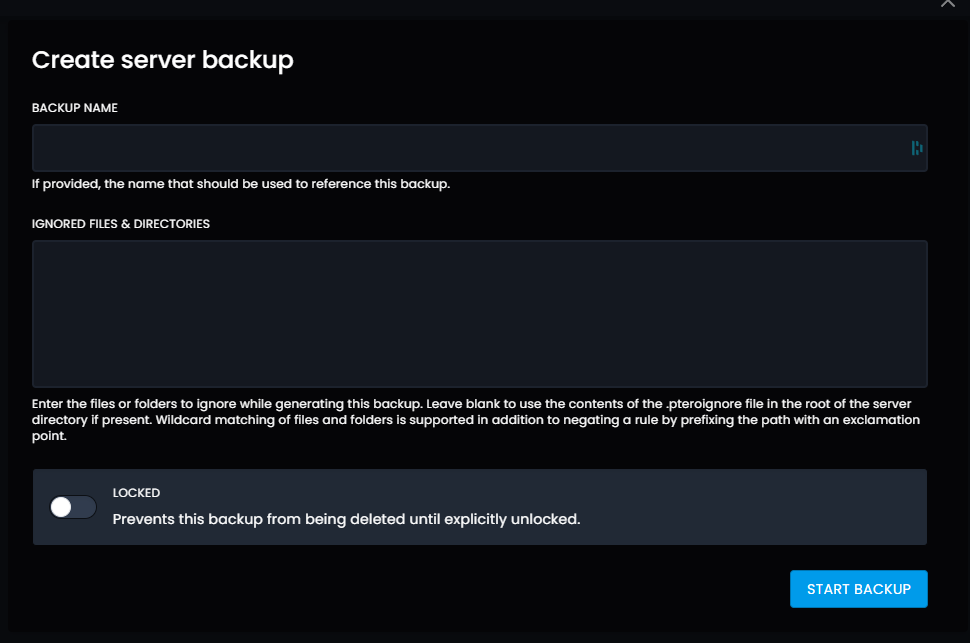 Create server backup
BACKUP NAME
If provided, the name that should be used to reference this backup.
IGNORED FILES & DIRECTORIES
Enter the files or folders to ignore while generating this backup. Leave blank to use the contents of the .pteroignore file in the root of the server
directory if present. Wildcard matching of files and folders is supported in addition to negating a rule by prefixing the path with an exclamation
point.
LOCKED
Prevents this backup from being deleted until explicitly unlocked.
START BACKUP